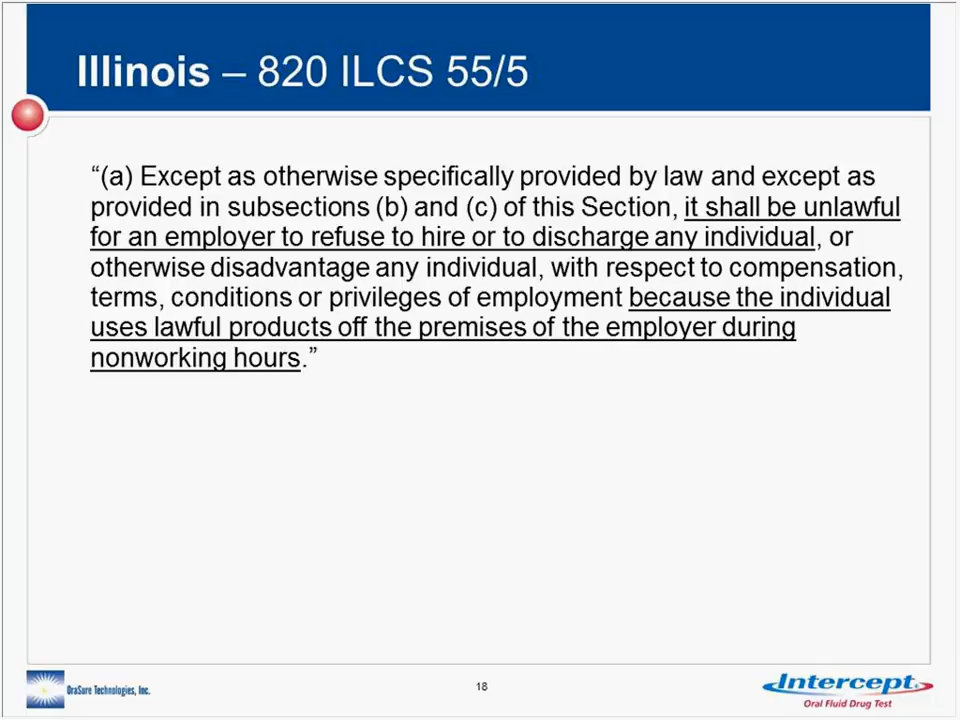 Illinois – 820 ILCS 55/5
“(a) Except as otherwise specifically provided by law and except as
provided in subsections (b) and (c) of this Section, it shall be unlawful
for an employer to refuse to hire or to discharge any individual, or
otherwise disadvantage any individual, with respect to compensation,
terms, conditions or privileges of employment because the individual
uses lawful products off the premises of the employer during
nonworking hours.”
OraSure Technologies, Inc.
18
Intercept
Oral Fluid Drug Test